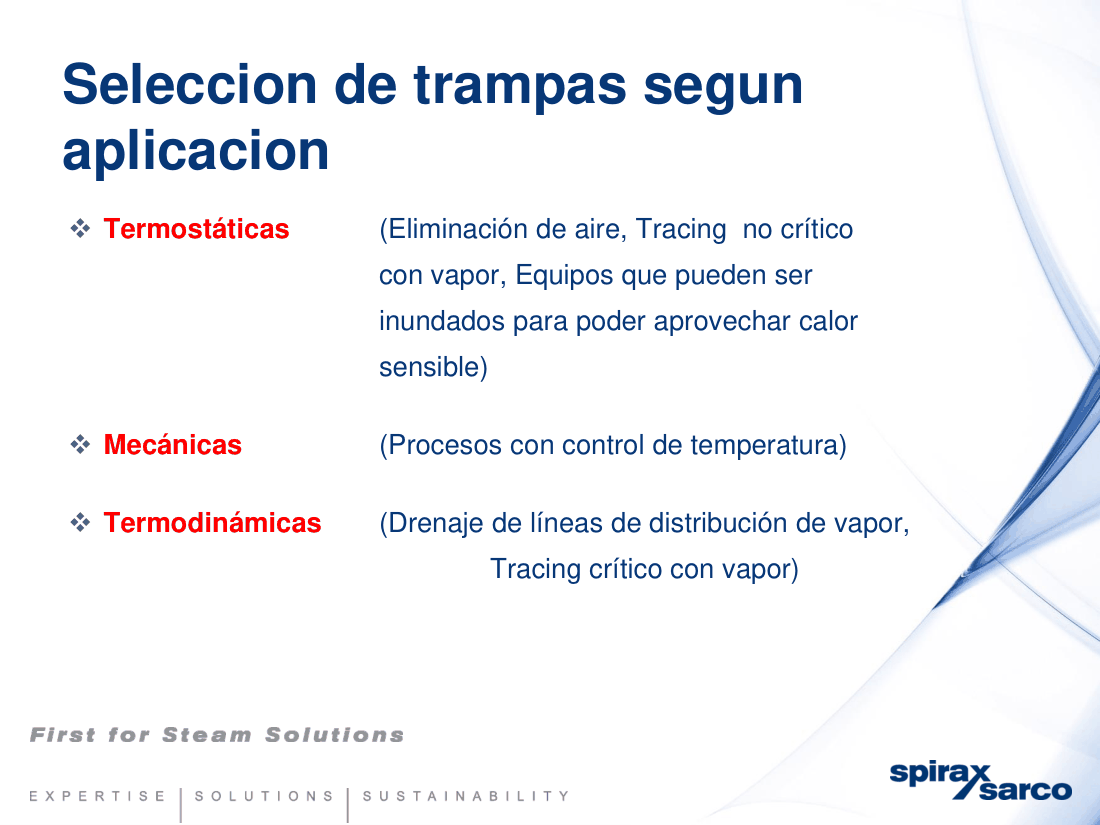 Seleccion de trampas segun
aplicacion
❖ Termostáticas (Eliminación de aire, Tracing no crítico
con vapor, Equipos que pueden ser
inundados para poder aprovechar calor
sensible)
❖ Mecánicas (Procesos con control de temperatura)
❖ Termodinámicas (Drenaje de líneas de distribución de vapor,
Tracing crítico con vapor)
First for Steam Solutions
EXPERTISE | SOLUTIONS | SUSTAINABILITY
spirax
sarco